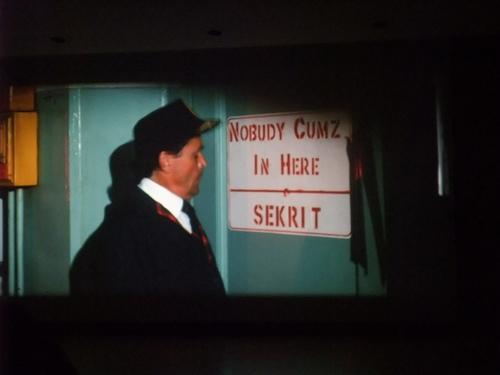 NOBUDY CUMZ
IN HERE
SEKRIT